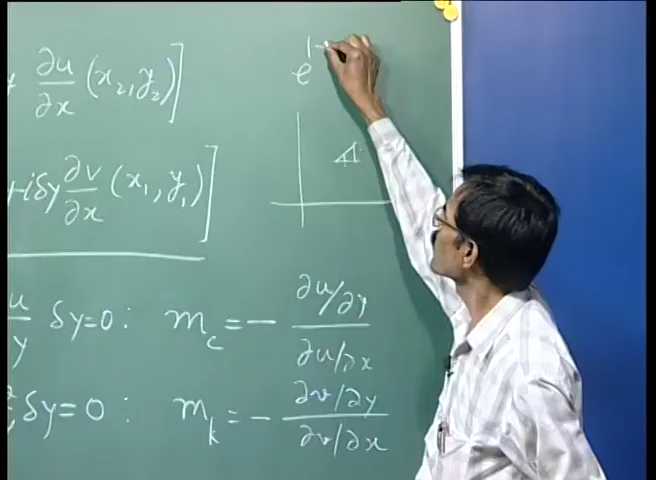 ∂u/∂x (x₂, y₂)]
+iδy ∂v/∂x (x₁, y₁)]
δy=0 : m_c = − (∂u/∂y)/(∂u/∂x)
δy=0 : m_k = − (∂v/∂y)/(∂v/∂x)
e